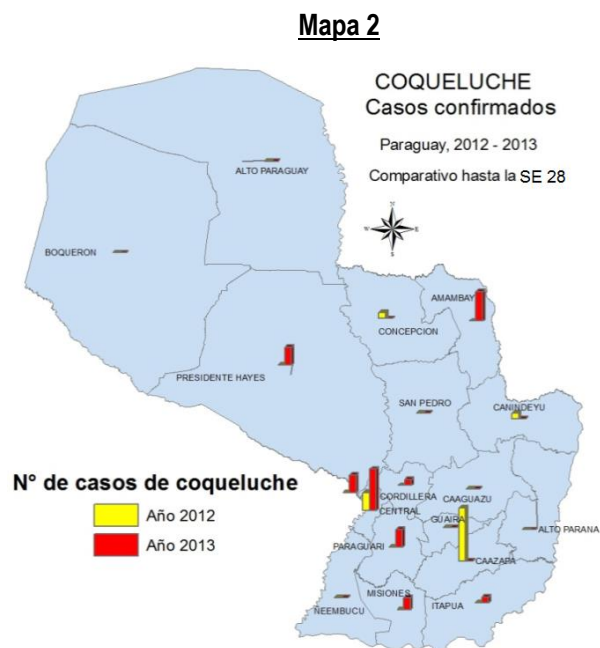 Mapa 2
COQUELUCHE
Casos confirmados
Paraguay, 2012 - 2013
Comparativo hasta la SE 28
N
W
E
S
ALTO PARAGUAY
BOQUERON
AMAMBAY
CONCEPCION
PRESIDENTE HAYES
SAN PEDRO
CANINDEYU
N° de casos de coqueluche
Año 2012
Año 2013
CORDILLERA
CAAGUAZU
CENTRAL
GUAIRA
ALTO PARANA
PARAGUARI
CAAZAPA
MISIONES
ITAPUA
ÑEEMBUCU